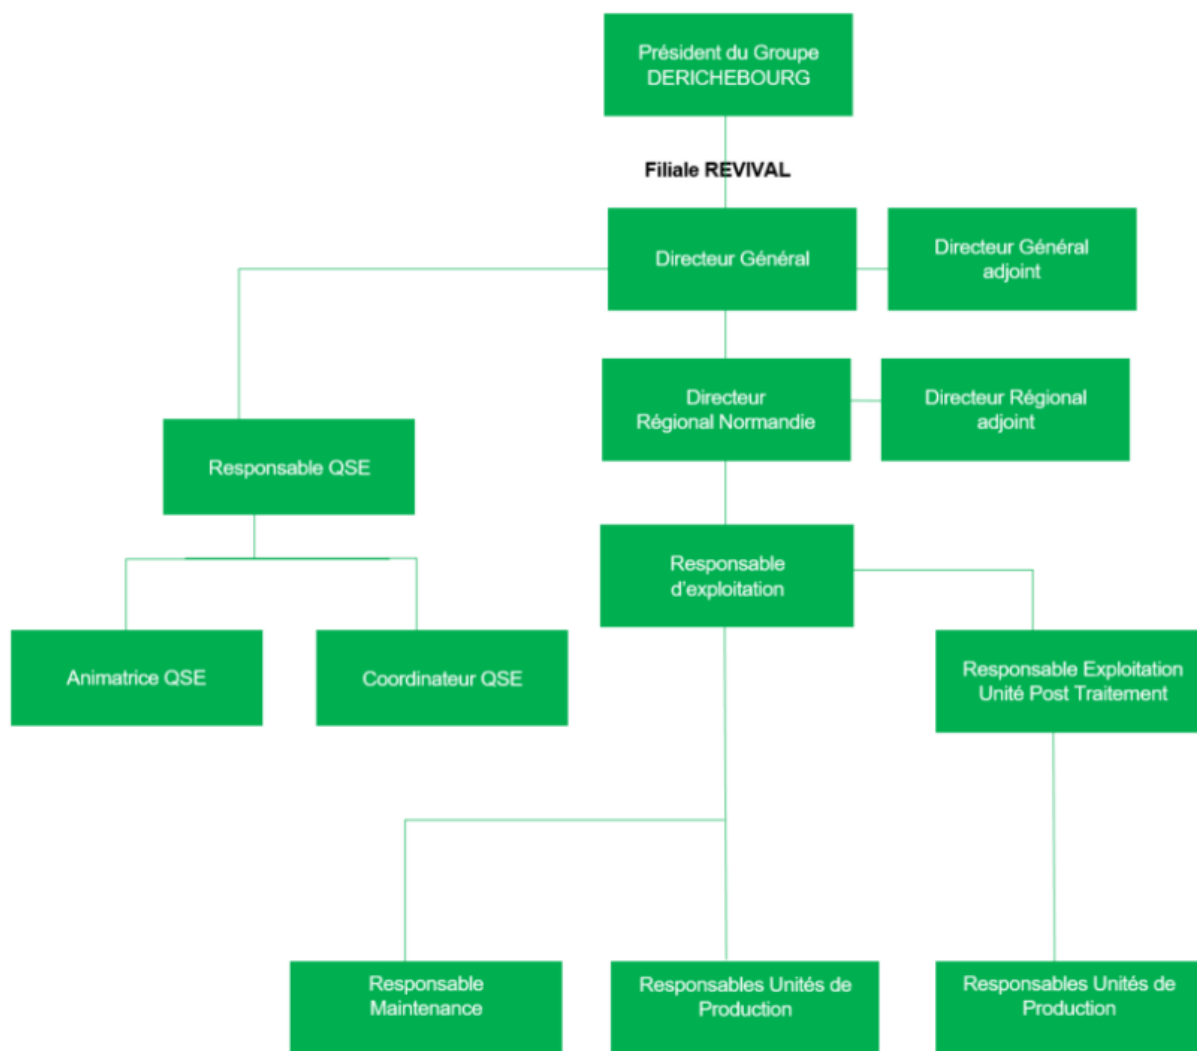 Président du Groupe
DERICHEBOURG
Filiale REVIVAL
Directeur Général
Directeur Général
adjoint
Directeur
Régional Normandie
Directeur Régional
adjoint
Responsable QSE
Responsable
d'exploitation
Animatrice QSE
Coordinateur QSE
Responsable Exploitation
Unité Post Traitement
Responsable
Maintenance
Responsables Unités de
Production
Responsables Unités de
Production